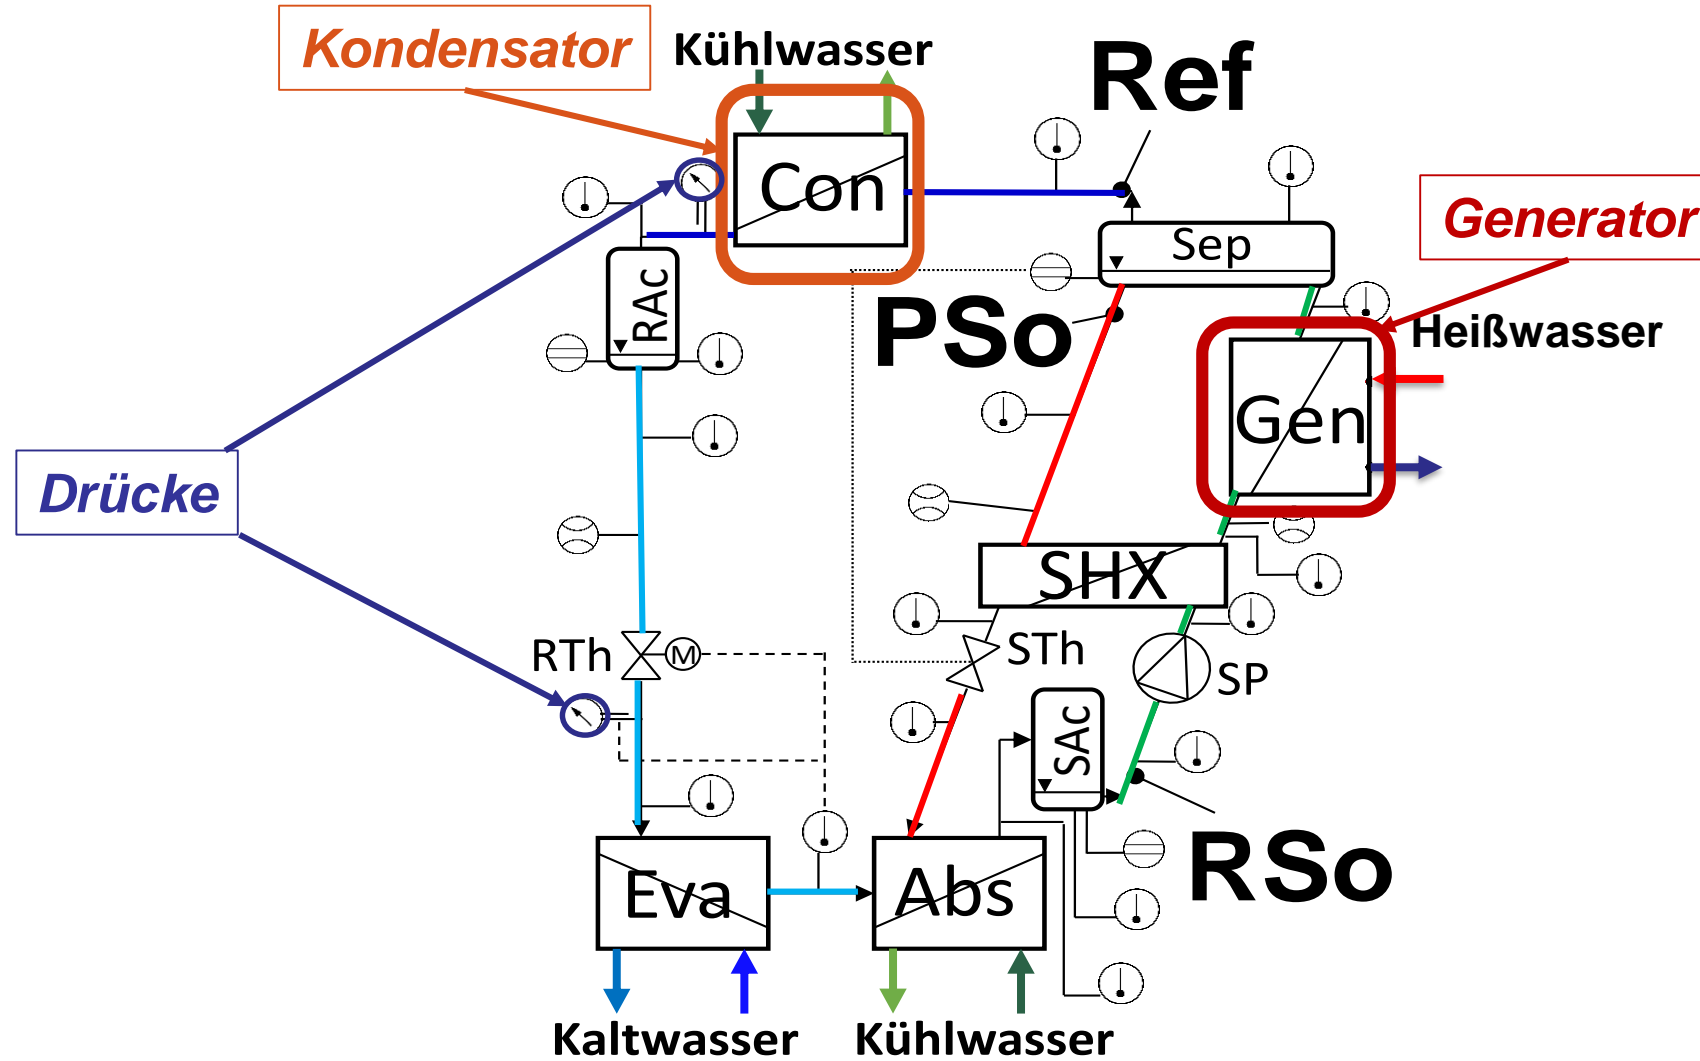 Kondensator
Kühlwasser
Ref
Con
Sep
Generator
RAc
PSo
Heißwasser
Gen
Drücke
SHX
RTh
M
STh
SP
SAc
RSo
Eva
Abs
Kaltwasser
Kühlwasser